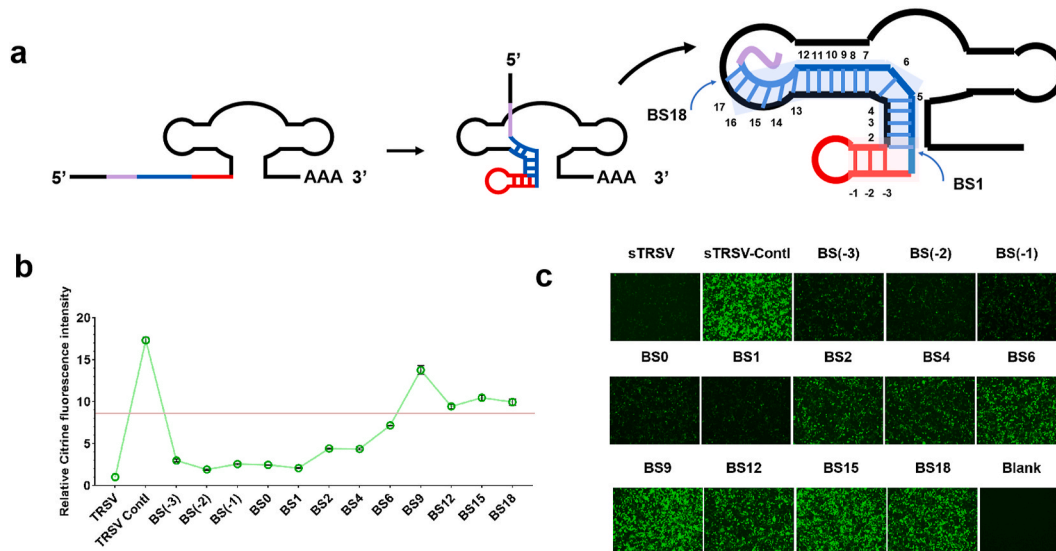 a
5'
AAA 3'
5'
AAA 3'
BS18
12 11 10 9 8 7
6
5
17
16 15 14 13
4
3
2
-1 -2 -3
BS1
b
Relative Citrine fluorescence intensity
20
15
10
5
0
TRSV
TRSV Contl
BS(-3)
BS(-2)
BS(-1)
BS0
BS1
BS2
BS4
BS6
BS9
BS12
BS15
BS18
c
sTRSV sTRSV-Contl BS(-3) BS(-2) BS(-1)
BS0 BS1 BS2 BS4 BS6
BS9 BS12 BS15 BS18 Blank